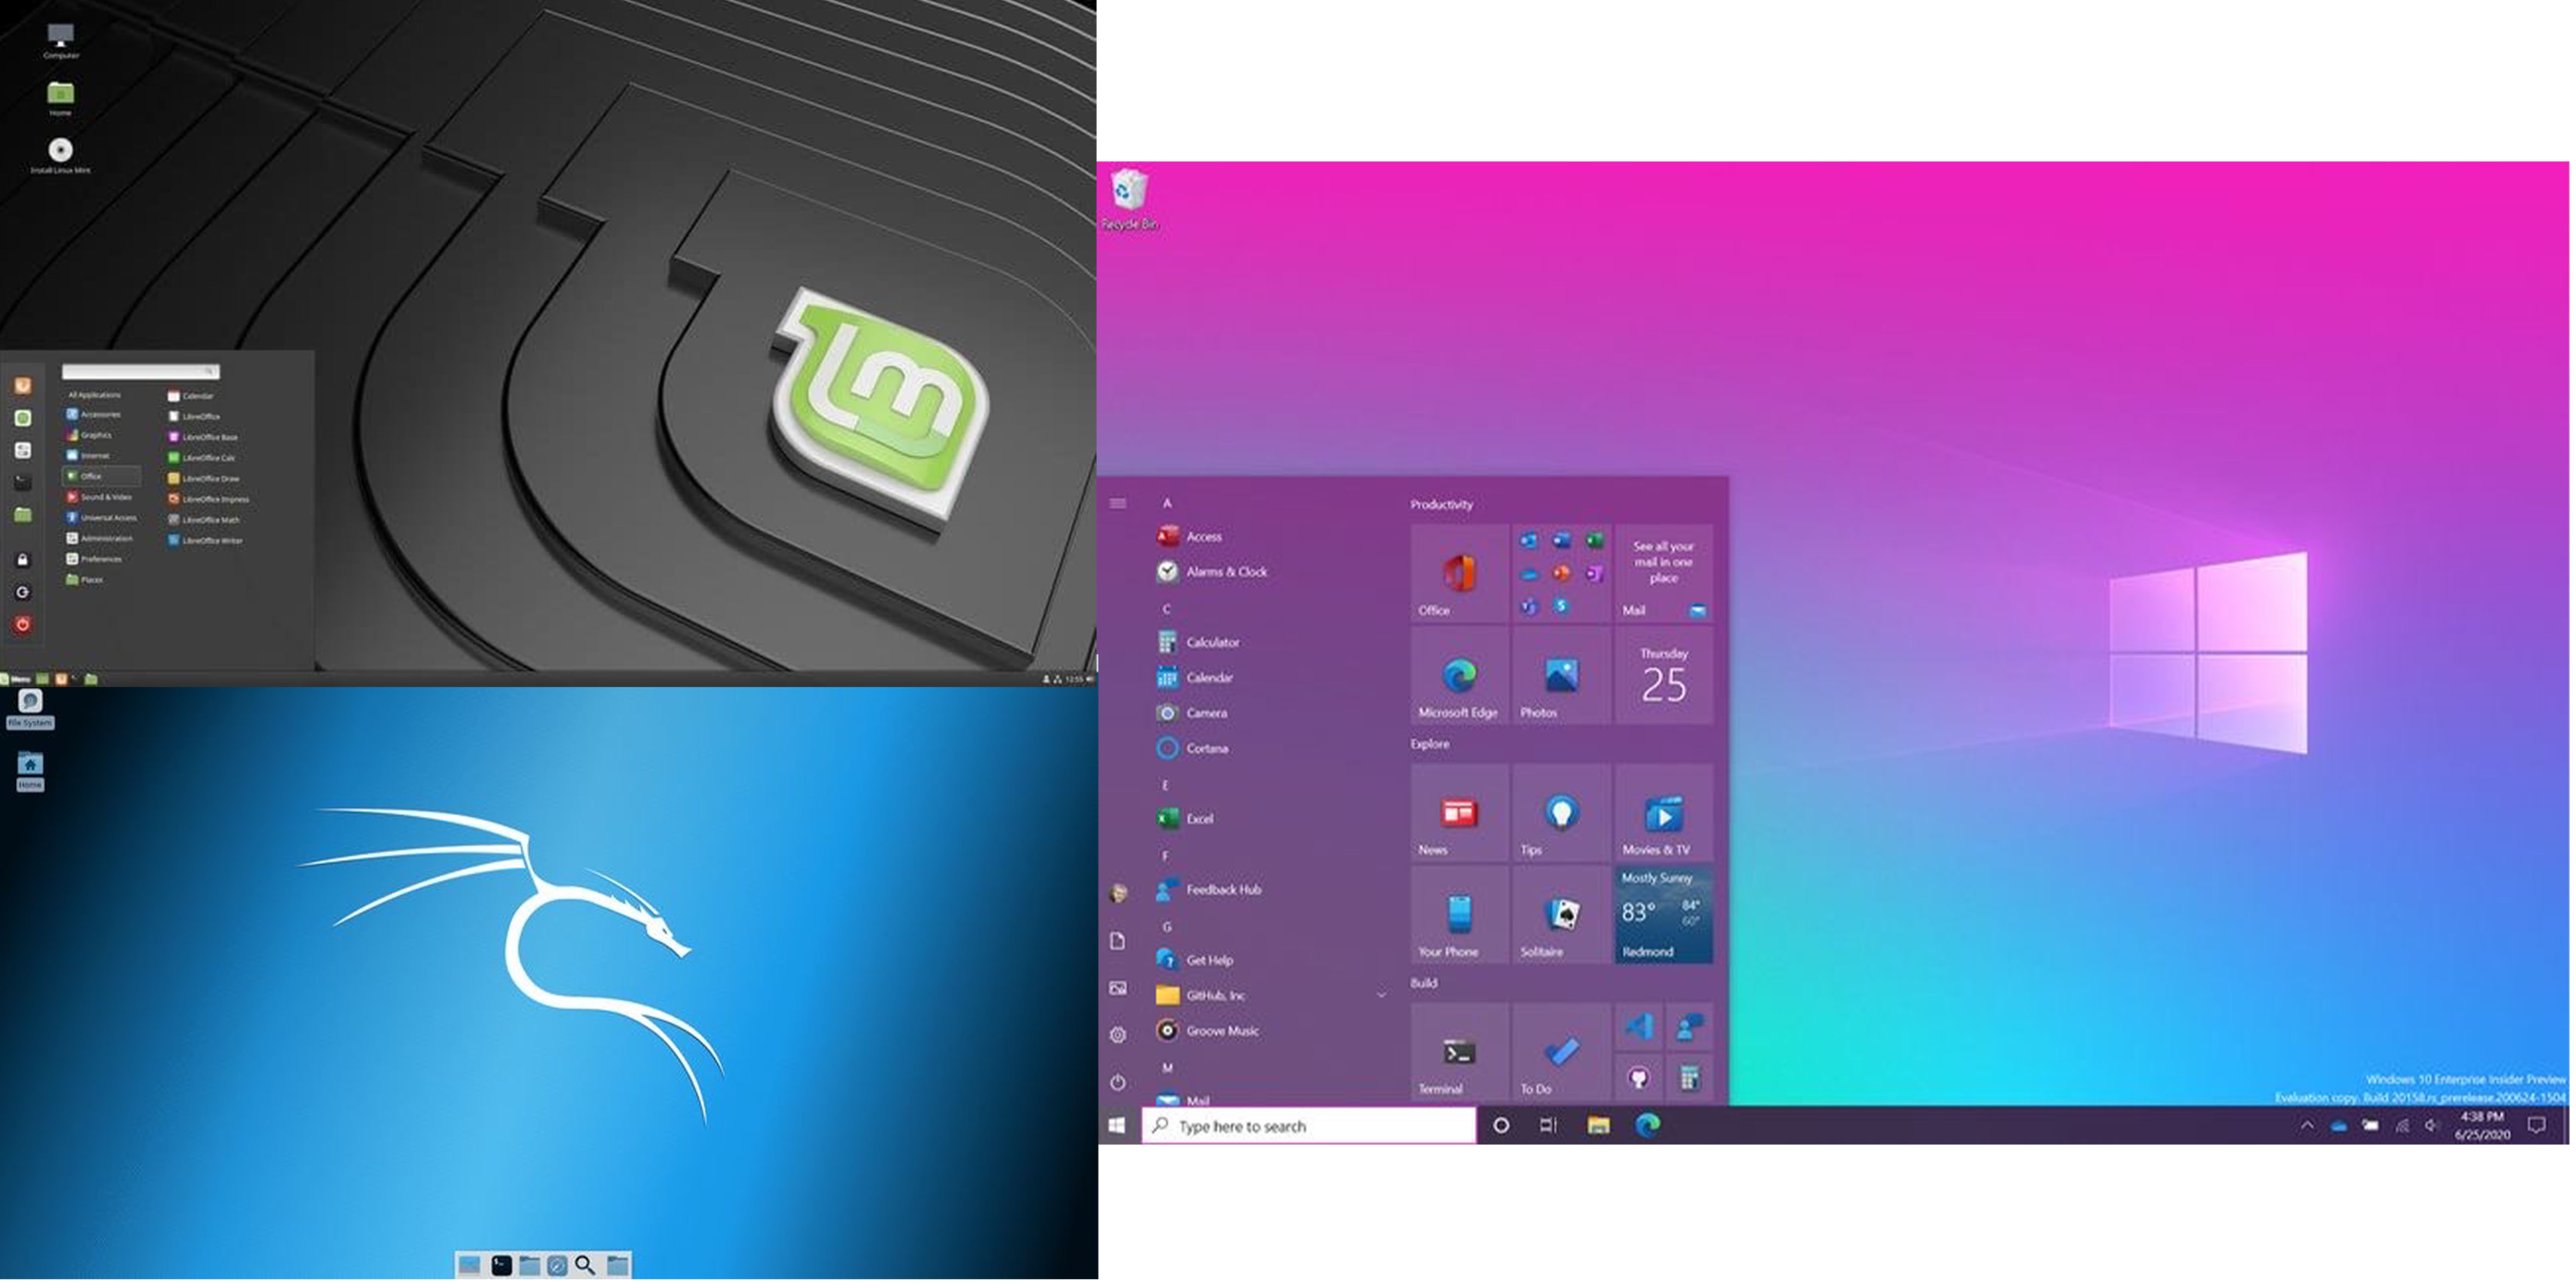 Computer
Home
Install Linux Mint
All Applications
Accessories
Graphics
Internet
Office
Sound & Video
Universal Access
Administration
Preferences
Places
Calendar
LibreOffice
LibreOffice Base
LibreOffice Calc
LibreOffice Draw
LibreOffice Impress
LibreOffice Math
LibreOffice Writer
lm
Menu
12:55
File System
Home
Recycle Bin
A
Access
Alarms & Clock
C
Calculator
Calendar
Camera
Cortana
E
Excel
F
Feedback Hub
G
Get Help
GitHub, Inc
Groove Music
M
Mail
Productivity
Office
See all your
mail in one
place
Mail
Microsoft Edge
Photos
Thursday
25
Explore
News
Tips
Movies & TV
Your Phone
Solitaire
Mostly Sunny
83°
84°
60°
Redmond
Build
Terminal
To Do
Windows 10 Enterprise Insider Preview
Evaluation copy. Build 20158.rs_prerelease.200624-1504
Type here to search
4:38 PM
6/25/2020